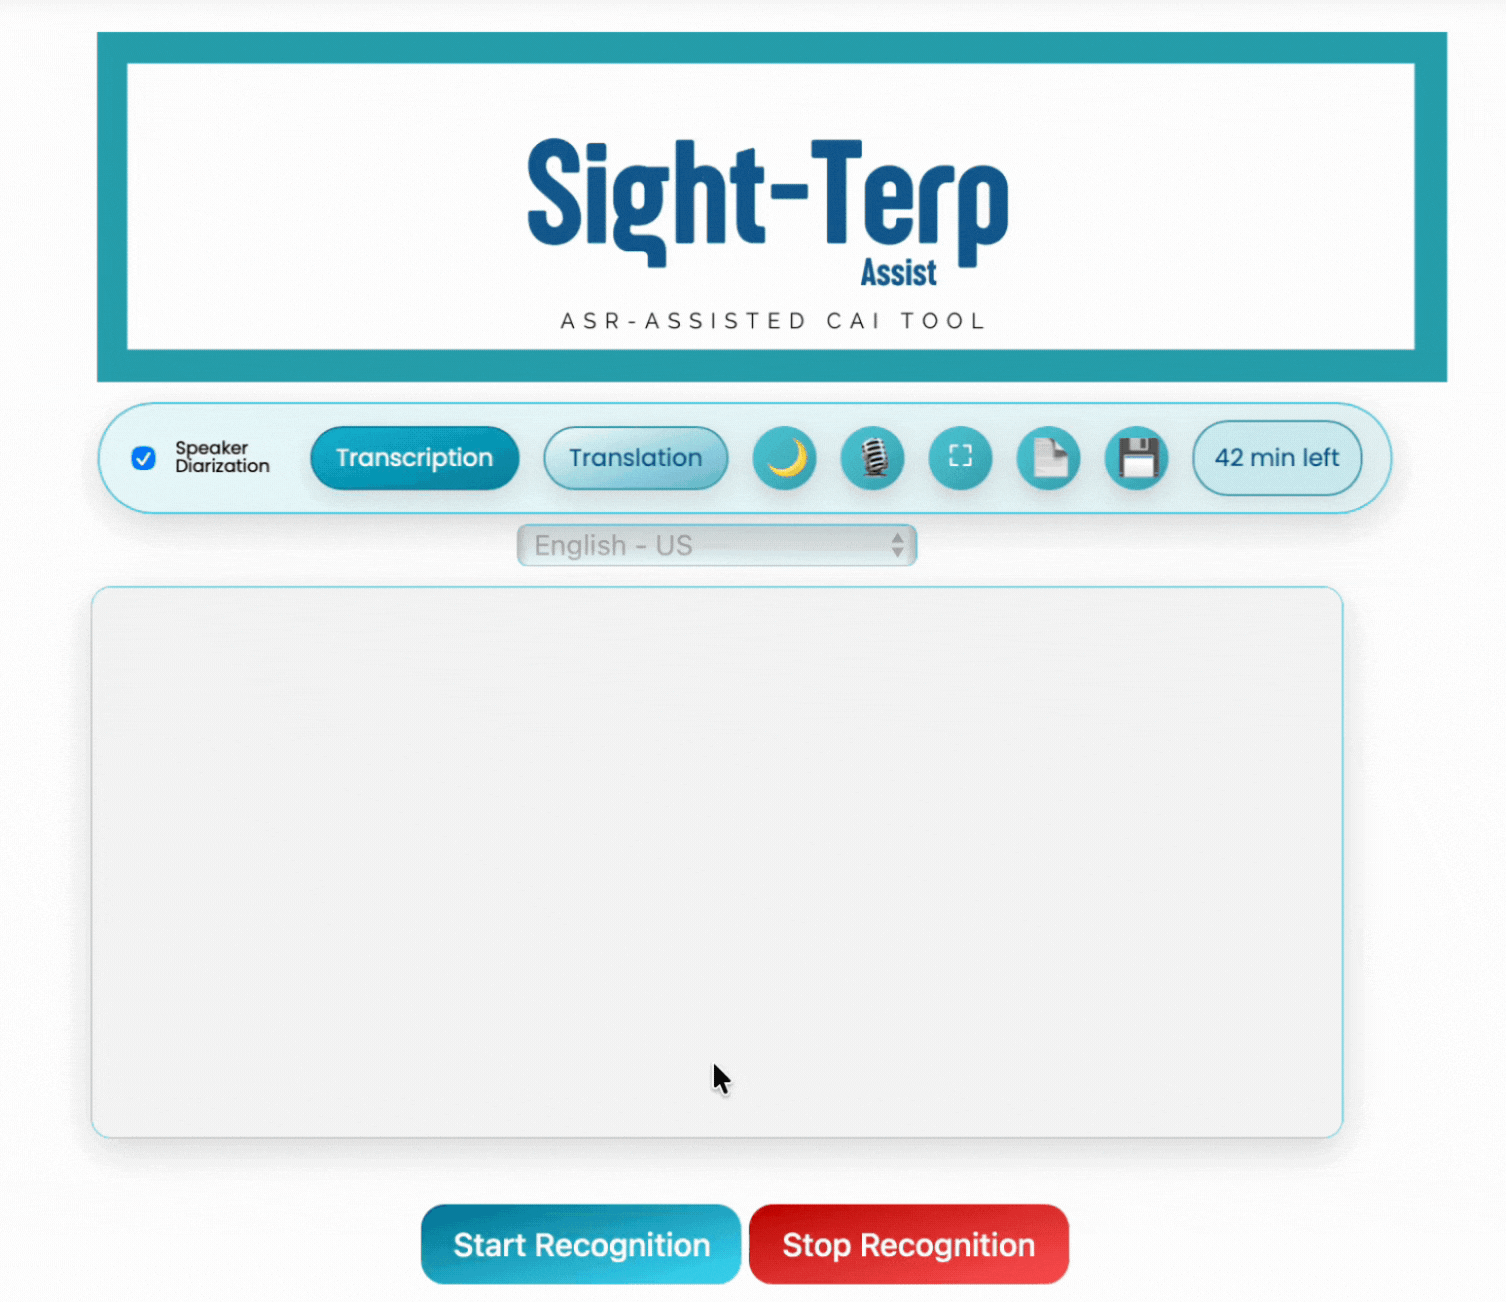 Sight-Terp
Assist
ASR-ASSISTED CAI TOOL
Speaker
Diarization
Transcription
Translation
42 min left
English - US
Start Recognition
Stop Recognition